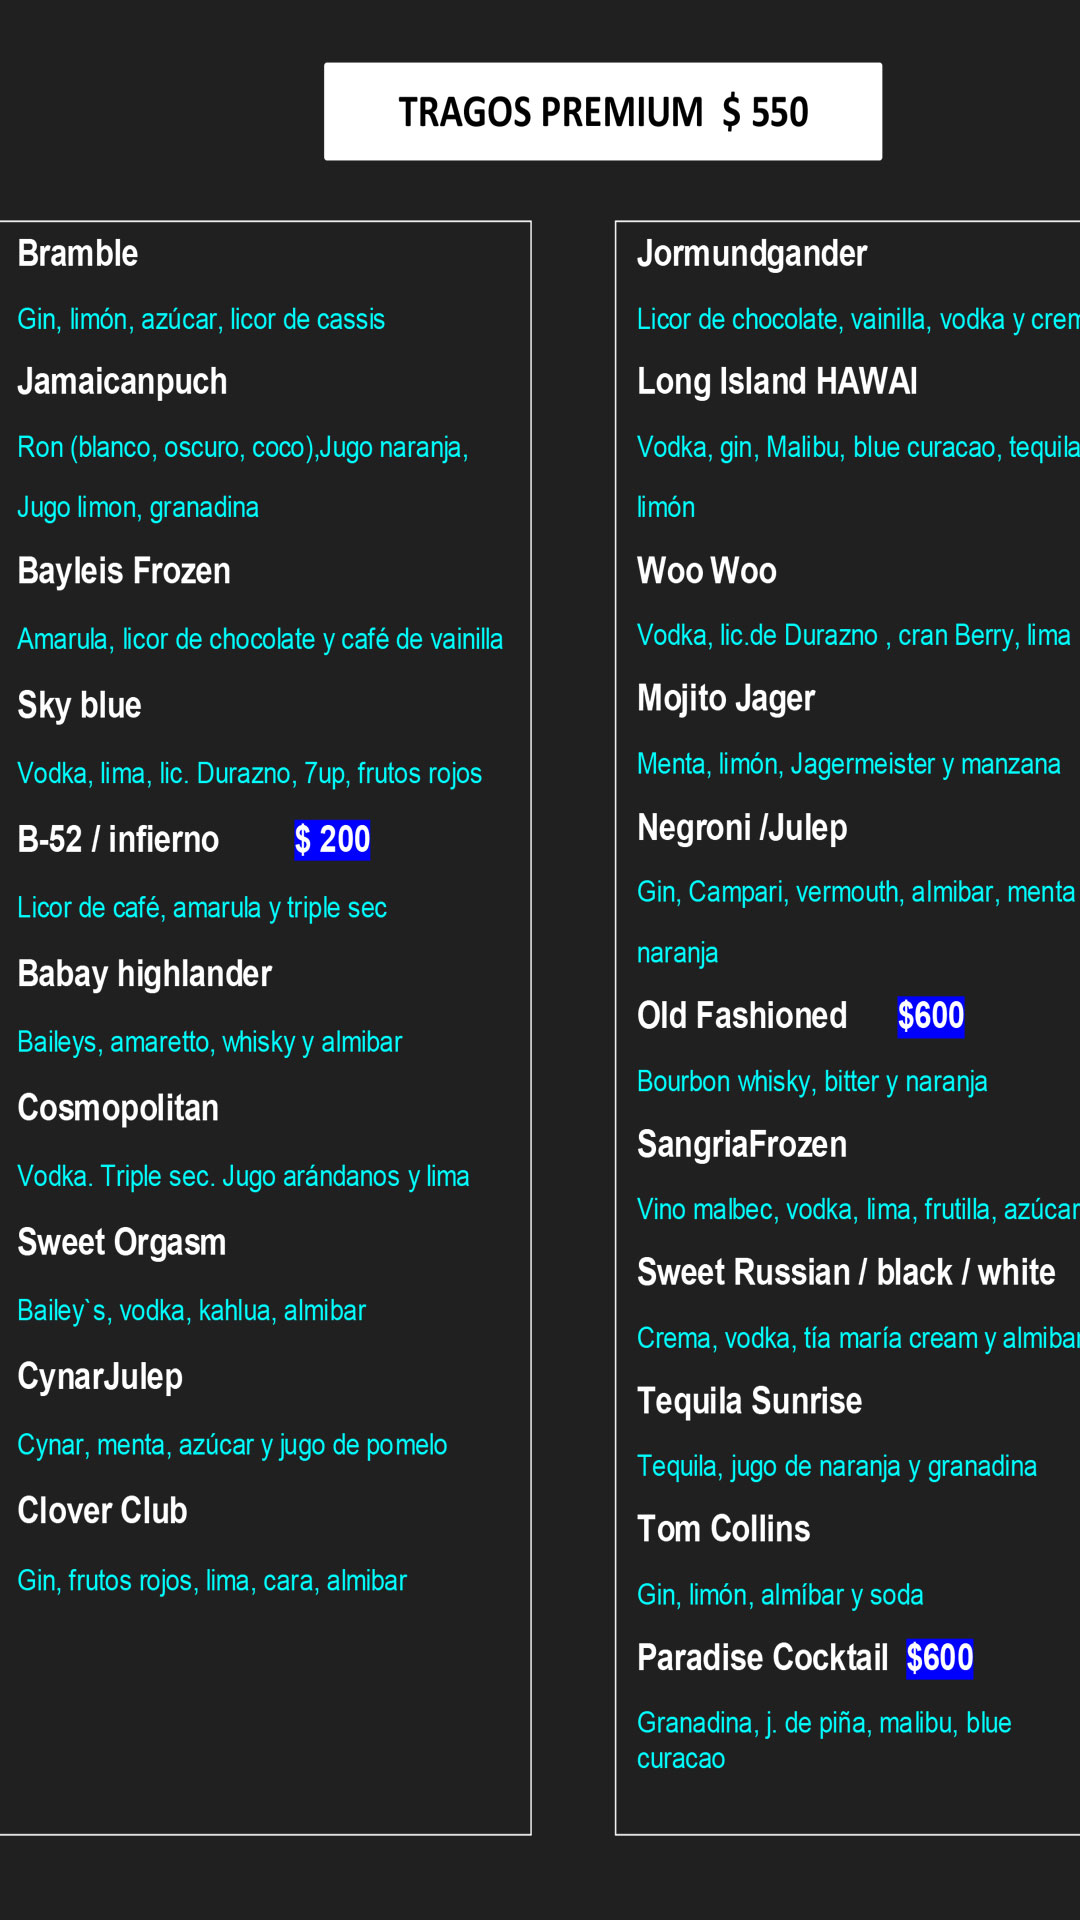 TRAGOS PREMIUM $ 550
Bramble
Gin, limón, azúcar, licor de cassis
Jamaicanpuch
Ron (blanco, oscuro, coco),Jugo naranja,
Jugo limon, granadina
Bayleis Frozen
Amarula, licor de chocolate y café de vainilla
Sky blue
Vodka, lima, lic. Durazno, 7up, frutos rojos
B-52 / infierno $ 200
Licor de café, amarula y triple sec
Babay highlander
Baileys, amaretto, whisky y almibar
Cosmopolitan
Vodka. Triple sec. Jugo arándanos y lima
Sweet Orgasm
Bailey`s, vodka, kahlua, almibar
CynarJulep
Cynar, menta, azúcar y jugo de pomelo
Clover Club
Gin, frutos rojos, lima, cara, almibar
Jormundgander
Licor de chocolate, vainilla, vodka y
Long Island HAWAI
Vodka, gin, Malibu, blue curacao, tequila
limón
Woo Woo
Vodka, lic.de Durazno , cran Berry, lima
Mojito Jager
Menta, limón, Jagermeister y manzana
Negroni /Julep
Gin, Campari, vermouth, almibar, menta
naranja
Old Fashioned $600
Bourbon whisky, bitter y naranja
SangriaFrozen
Vino malbec, vodka, lima, frutilla, azúcar
Sweet Russian / black / white
Crema, vodka, tía maría cream y almibar
Tequila Sunrise
Tequila, jugo de naranja y granadina
Tom Collins
Gin, limón, almíbar y soda
Paradise Cocktail $600
Granadina, j. de piña, malibu, blue
curacao